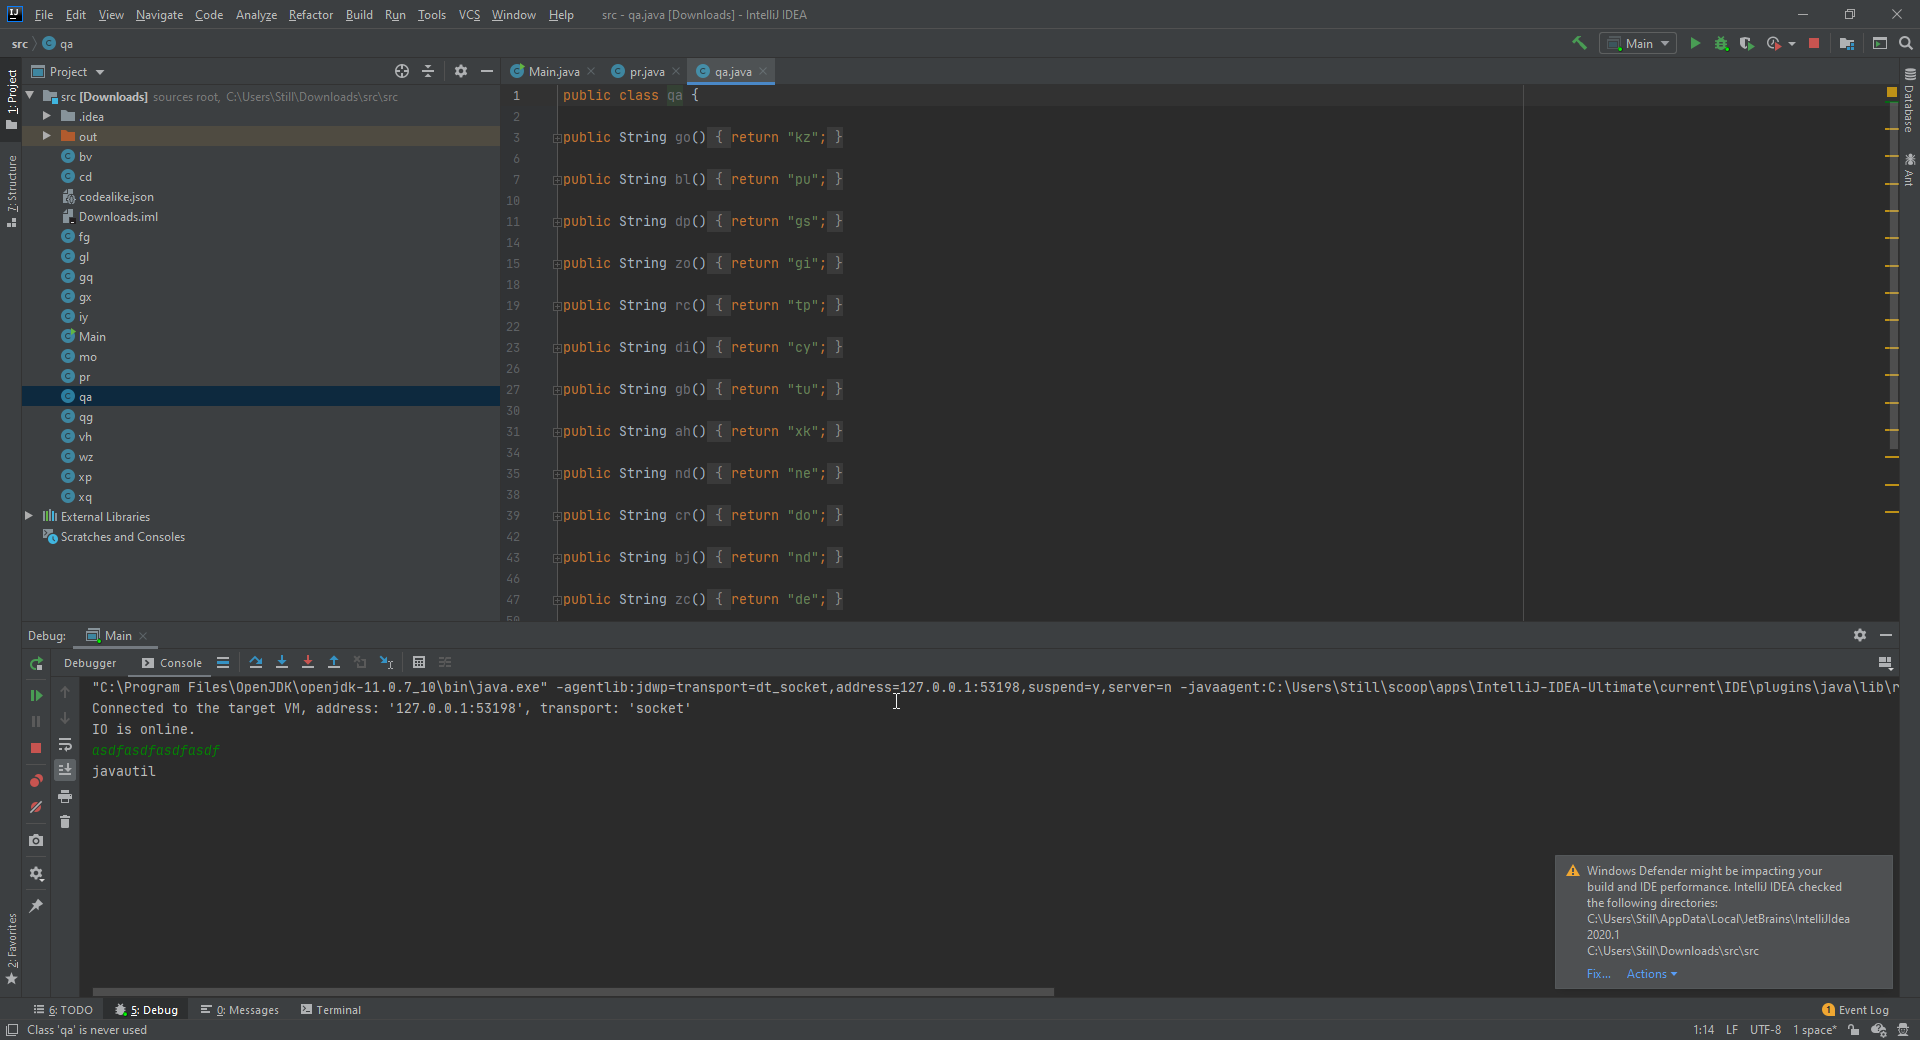 File Edit View Navigate Code Analyze Refactor Build Run Tools VCS Window Help src - qa.java [Downloads] - IntelliJ IDEA
src qa
Main
Project
Main.java pr.java qa.java
1: Project
7: Structure
2: Favorites
Database
Ant
src [Downloads] sources root, C:\Users\Still\Downloads\src\src
.idea
out
bv
cd
codealike.json
Downloads.iml
fg
gl
gq
gx
iy
Main
mo
pr
qa
qg
vh
wz
xp
xq
External Libraries
Scratches and Consoles
1 public class qa {
2
3 public String go() { return "kz"; }
6
7 public String bl() { return "pu"; }
10
11 public String dp() { return "gs"; }
14
15 public String zo() { return "gi"; }
18
19 public String rc() { return "tp"; }
22
23 public String di() { return "cy"; }
26
27 public String gb() { return "tu"; }
30
31 public String ah() { return "xk"; }
34
35 public String nd() { return "ne"; }
38
39 public String cr() { return "do"; }
42
43 public String bj() { return "nd"; }
46
47 public String zc() { return "de"; }
50
Debug: Main
Debugger Console
"C:\Program Files\OpenJDK\openjdk-11.0.7_10\bin\java.exe" -agentlib:jdwp=transport=dt_socket,address=127.0.0.1:53198,suspend=y,server=n -javaagent:C:\Users\Still\scoop\apps\IntelliJ-IDEA-Ultimate\current\IDE\plugins\java\lib\r
Connected to the target VM, address: '127.0.0.1:53198', transport: 'socket'
IO is online.
asdfasdfasdfasdf
javautil
Windows Defender might be impacting your
build and IDE performance. IntelliJ IDEA checked
the following directories:
C:\Users\Still\AppData\Local\JetBrains\IntelliJIdea
2020.1
C:\Users\Still\Downloads\src\src
Fix... Actions
6: TODO 5: Debug 0: Messages Terminal 1 Event Log
Class 'qa' is never used 1:14 LF UTF-8 1 space*